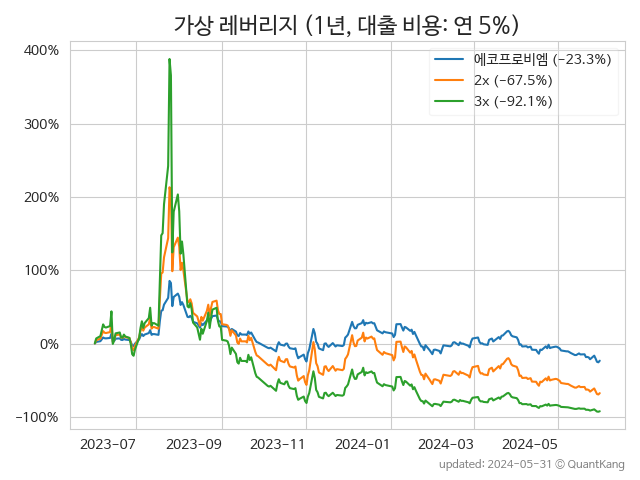 가상 레버리지 (1년, 대출 비용: 연 5%)
400%
300%
200%
100%
0%
−100%
에코프로비엠 (−23.3%)
2x (−67.5%)
3x (−92.1%)
2023-07
2023-09
2023-11
2024-01
2024-03
2024-05
updated: 2024-05-31 © QuantKang